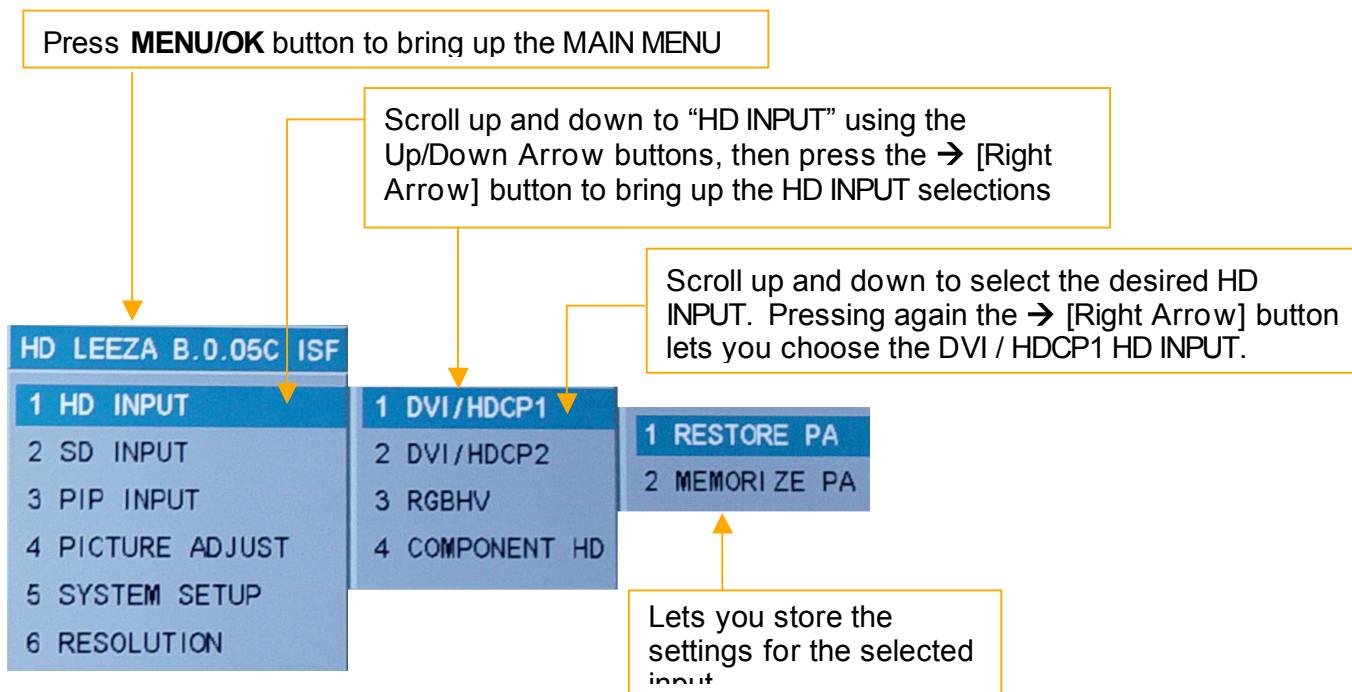 Press MENU/OK button to bring up the MAIN MENU
Scroll up and down to “HD INPUT” using the
Up/Down Arrow buttons, then press the → [Right
Arrow] button to bring up the HD INPUT selections
Scroll up and down to select the desired HD
INPUT. Pressing again the → [Right Arrow] button
lets you choose the DVI / HDCP1 HD INPUT.
HD LEEZA B.0.05C ISF
1 HD INPUT
2 SD INPUT
3 PIP INPUT
4 PICTURE ADJUST
5 SYSTEM SETUP
6 RESOLUTION
1 DVI/HDCP1
2 DVI/HDCP2
3 RGBHV
4 COMPONENT HD
1 RESTORE PA
2 MEMORIZE PA
Lets you store the
settings for the selected
input